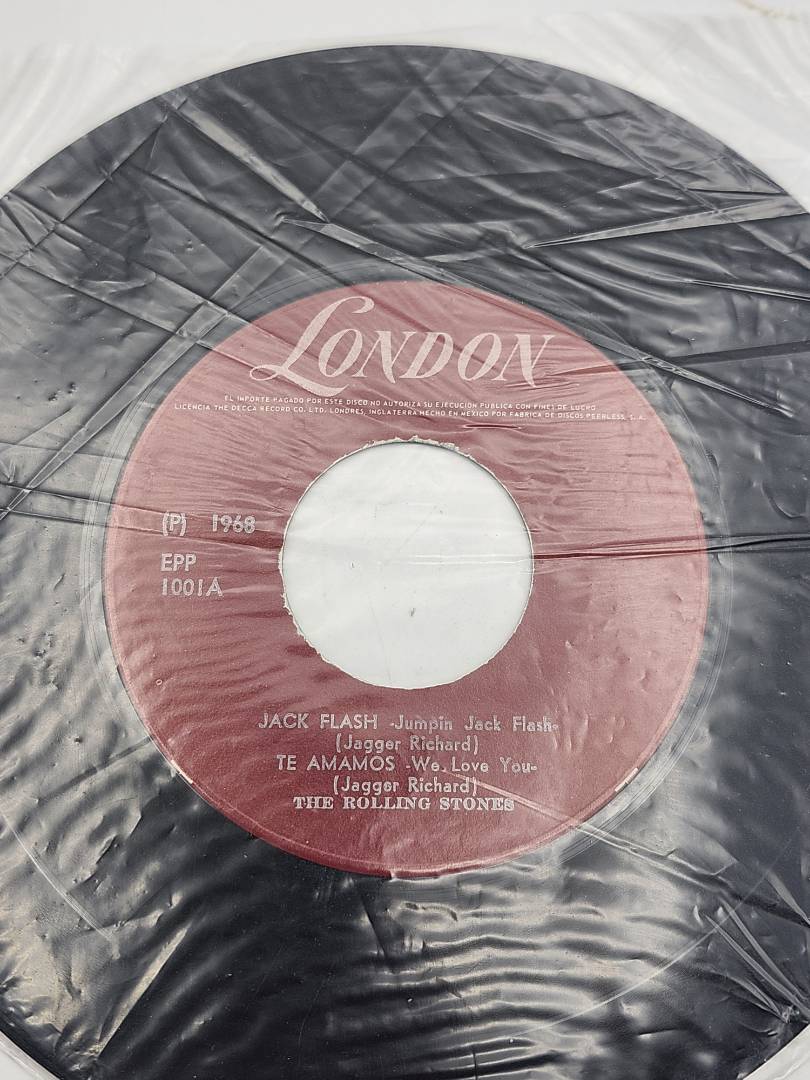 LONDON
EL IMPORTE PAGADO POR ESTE DISCO NO AUTORIZA SU EJECUCION PUBLICA CON FINES DE LUCRO
LICENCIA THE DECCA RECORD CO. LTD. LONDRES, INGLATERRA HECHO EN MEXICO POR FABRICA DE DISCOS PEERLESS, S. A.
(P) 1968
EPP
1001A
JACK FLASH -Jumpin Jack Flash-
(Jagger Richard)
TE AMAMOS -We Love You-
(Jagger Richard)
THE ROLLING STONES